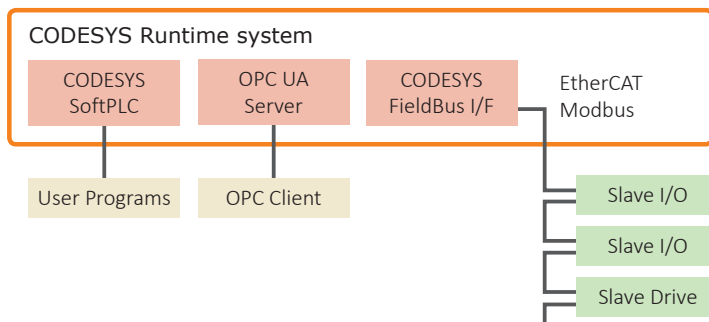 CODESYS Runtime system
CODESYS
SoftPLC
OPC UA
Server
CODESYS
FieldBus I/F
EtherCAT
Modbus
User Programs
OPC Client
Slave I/O
Slave I/O
Slave Drive